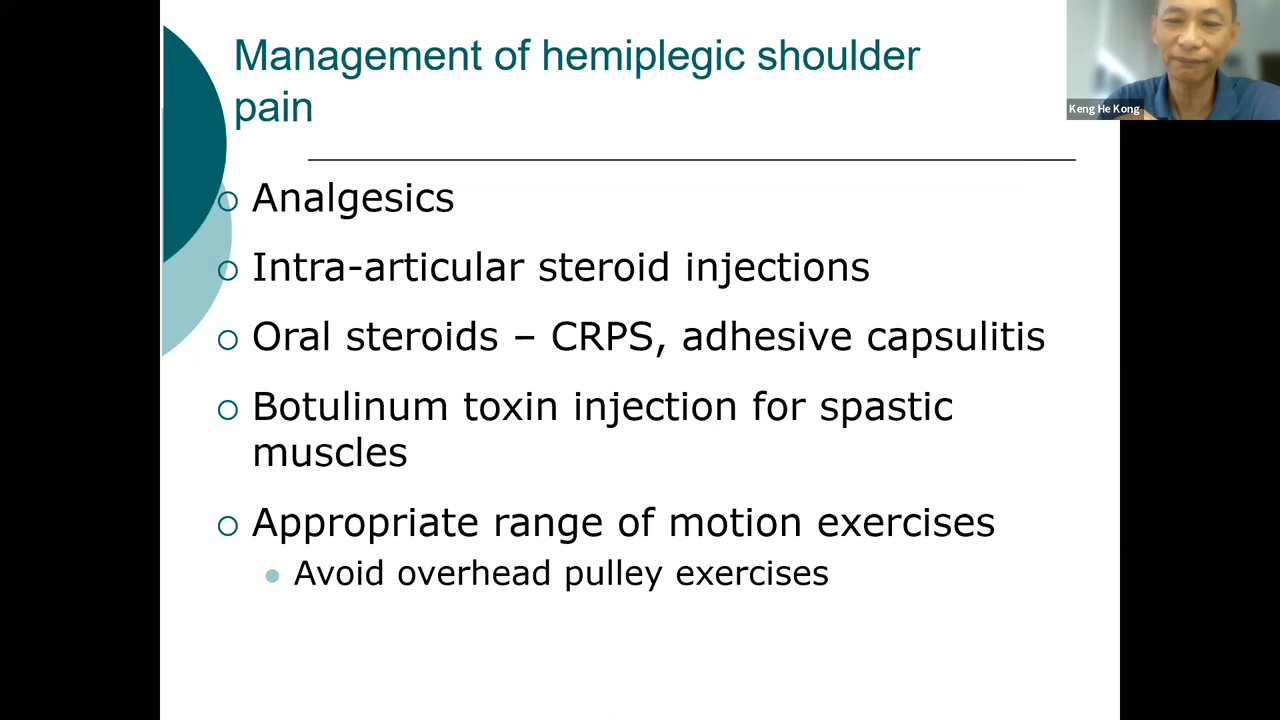 Management of hemiplegic shoulder
pain
Keng He Kong
Analgesics
Intra-articular steroid injections
Oral steroids – CRPS, adhesive capsulitis
Botulinum toxin injection for spastic
muscles
Appropriate range of motion exercises
Avoid overhead pulley exercises